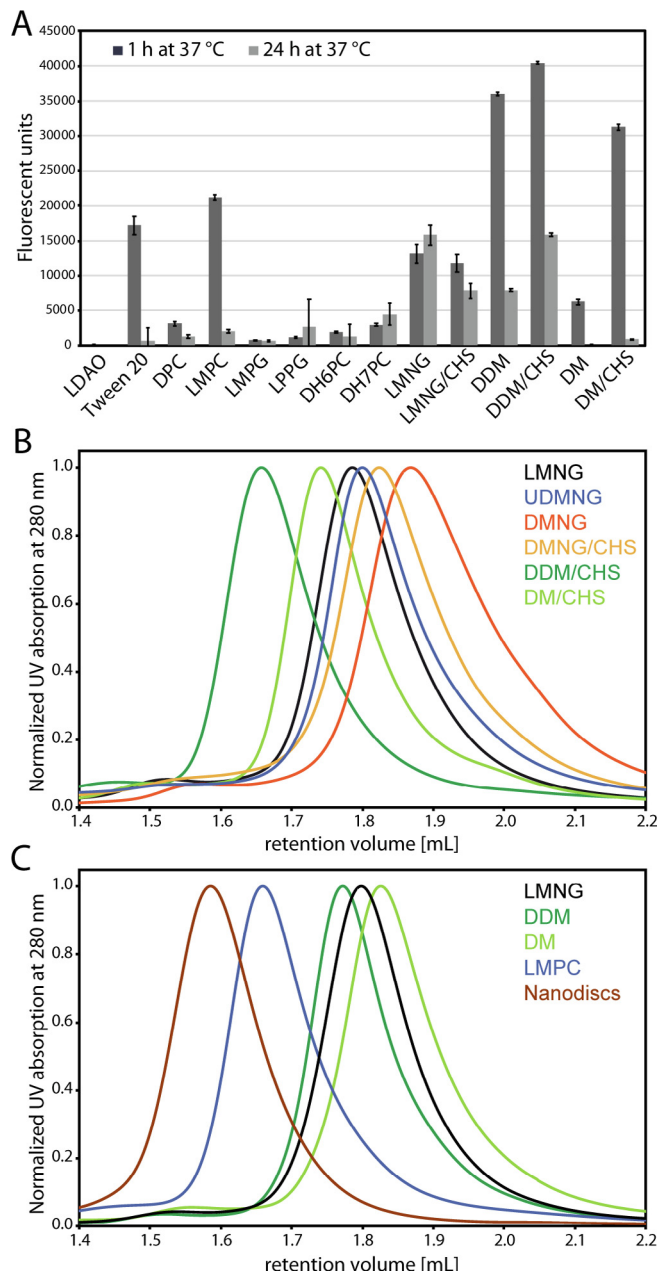 A
1 h at 37 °C 24 h at 37 °C
Fluorescent units
45000
40000
35000
30000
25000
20000
15000
10000
5000
0
LDAO
Tween 20
DPC
LMPC
LMPG
LPPG
DH6PC
DH7PC
LMNG
LMNG/CHS
DDM
DDM/CHS
DM
DM/CHS
B
Normalized UV absorption at 280 nm
1.0
0.8
0.6
0.4
0.2
0.0
LMNG
UDMNG
DMNG
DMNG/CHS
DDM/CHS
DM/CHS
1.4 1.5 1.6 1.7 1.8 1.9 2.0 2.1 2.2
retention volume [mL]
C
Normalized UV absorption at 280 nm
1.0
0.8
0.6
0.4
0.2
0.0
LMNG
DDM
DM
LMPC
Nanodiscs
1.4 1.5 1.6 1.7 1.8 1.9 2.0 2.1 2.2
retention volume [mL]